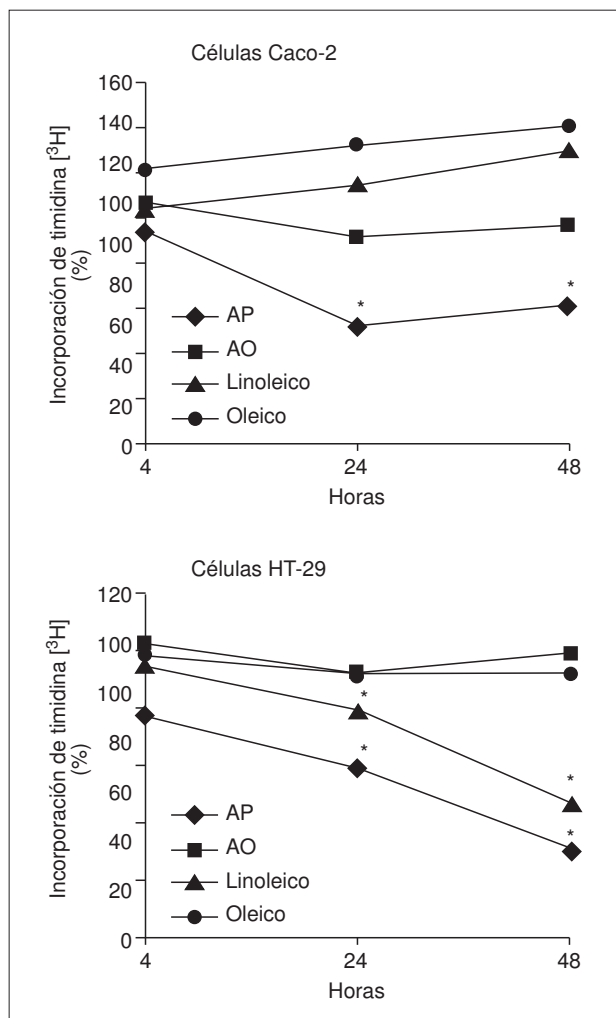 Células Caco-2
Incorporación de timidina [³H]
(%)
160
140
120
100
100
60
40
20
0
*
*
AP
AO
Linoleico
Oleico
4
24
48
Horas
Células HT-29
Incorporación de timidina [³H]
(%)
120
100
100
80
60
40
20
0
*
*
*
*
AP
AO
Linoleico
Oleico
4
24
48
Horas